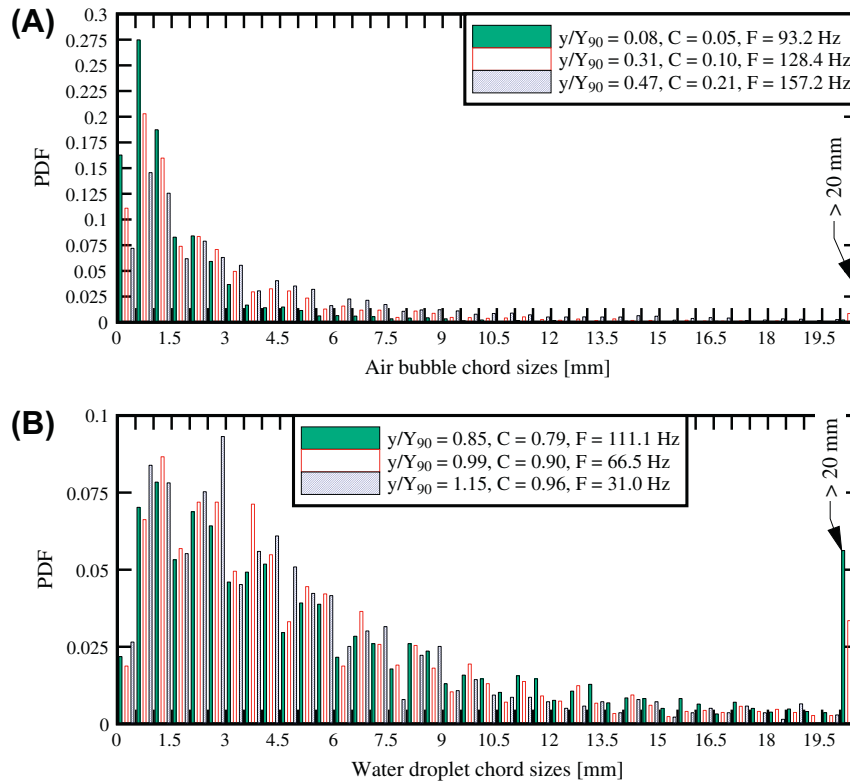 (A)
0.3
0.275
0.25
0.225
0.2
0.175
0.15
0.125
0.1
0.075
0.05
0.025
0
PDF
y/Y90 = 0.08, C = 0.05, F = 93.2 Hz
y/Y90 = 0.31, C = 0.10, F = 128.4 Hz
y/Y90 = 0.47, C = 0.21, F = 157.2 Hz
> 20 mm
0 1.5 3 4.5 6 7.5 9 10.5 12 13.5 15 16.5 18 19.5
Air bubble chord sizes [mm]
(B)
0.1
0.075
0.05
0.025
0
PDF
y/Y90 = 0.85, C = 0.79, F = 111.1 Hz
y/Y90 = 0.99, C = 0.90, F = 66.5 Hz
y/Y90 = 1.15, C = 0.96, F = 31.0 Hz
> 20 mm
0 1.5 3 4.5 6 7.5 9 10.5 12 13.5 15 16.5 18 19.5
Water droplet chord sizes [mm]